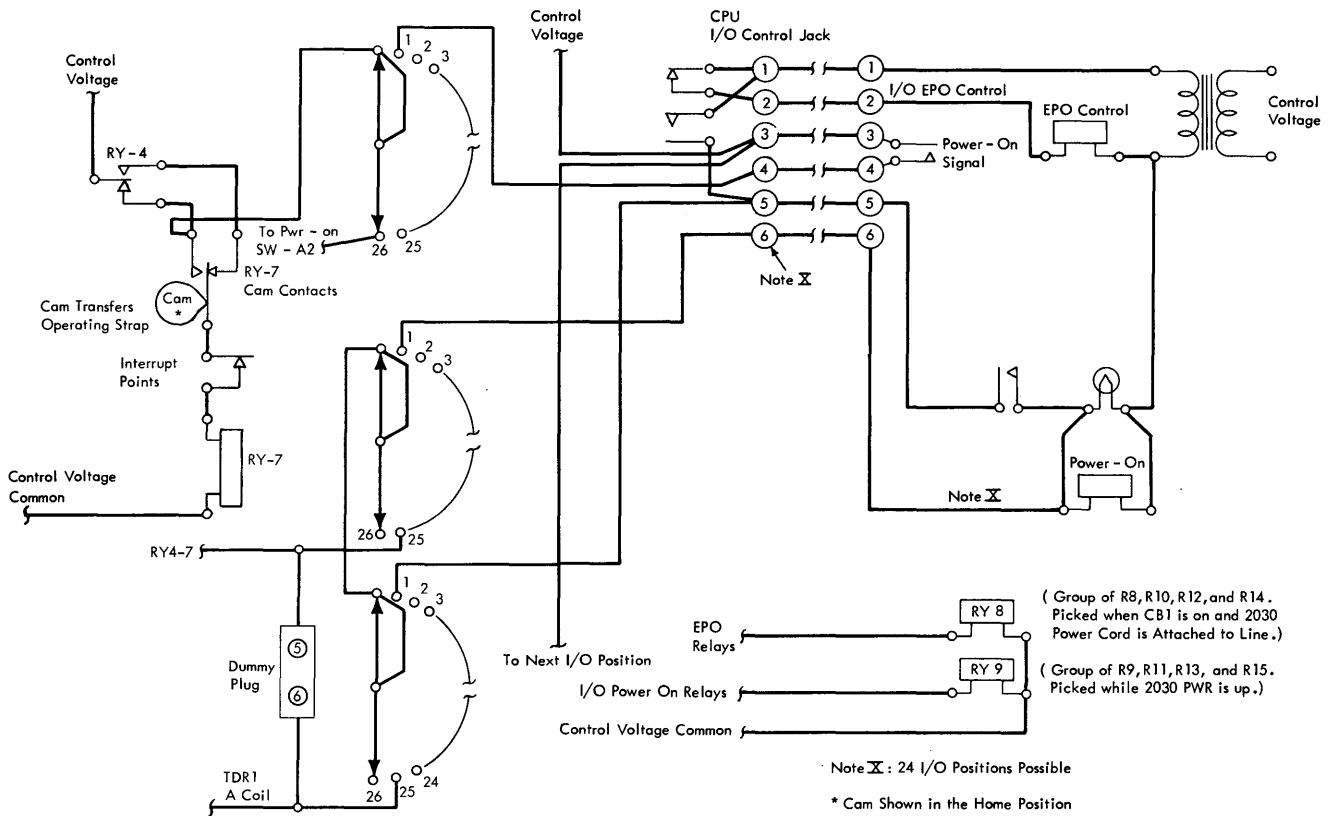 Control
Voltage
RY-4
To Pwr - on
SW - A2
RY-7
Cam Contacts
Cam
*
Cam Transfers
Operating Strap
Interrupt
Points
RY-7
Control Voltage
Common
RY4-7
Dummy
Plug
5
6
TDR1
A Coil
1
2
3
26
25
1
2
3
26
25
1
2
3
26
25
24
Control
Voltage
CPU
I/O Control Jack
1
1
2
2
3
3
4
4
5
5
6
6
I/O EPO Control
EPO Control
Control
Voltage
Power - On
Signal
Note X
Power - On
Note X
To Next I/O Position
EPO
Relays
RY 8
( Group of R8, R10, R12, and R14.
Picked when CB1 is on and 2030
Power Cord is Attached to Line.)
I/O Power On Relays
RY 9
( Group of R9, R11, R13, and R15.
Picked while 2030 PWR is up.)
Control Voltage Common
Note X : 24 I/O Positions Possible
* Cam Shown in the Home Position